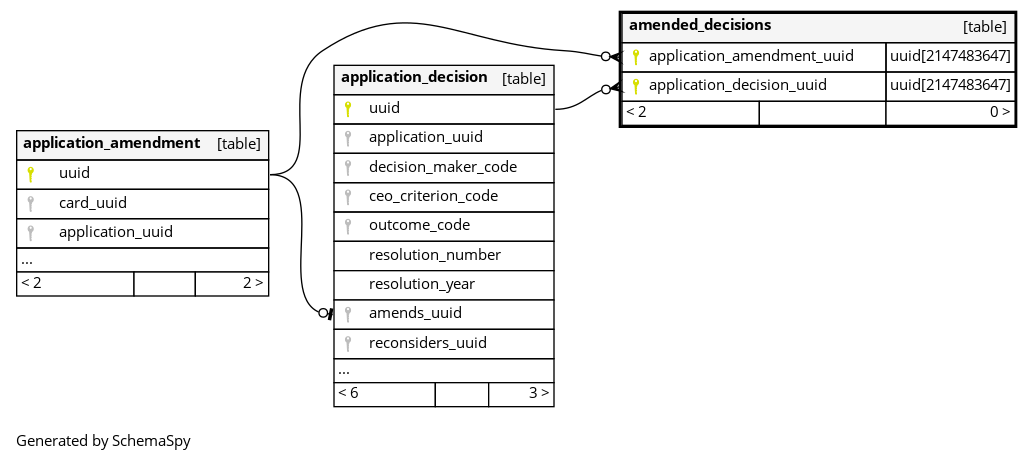 amended_decisions [table]
application_amendment_uuid uuid[2147483647]
application_decision_uuid uuid[2147483647]
< 2 0 >
application_decision [table]
uuid
application_uuid
decision_maker_code
ceo_criterion_code
outcome_code
resolution_number
resolution_year
amends_uuid
reconsiders_uuid
...
< 6 3 >
application_amendment [table]
uuid
card_uuid
application_uuid
...
< 2 2 >
Generated by SchemaSpy